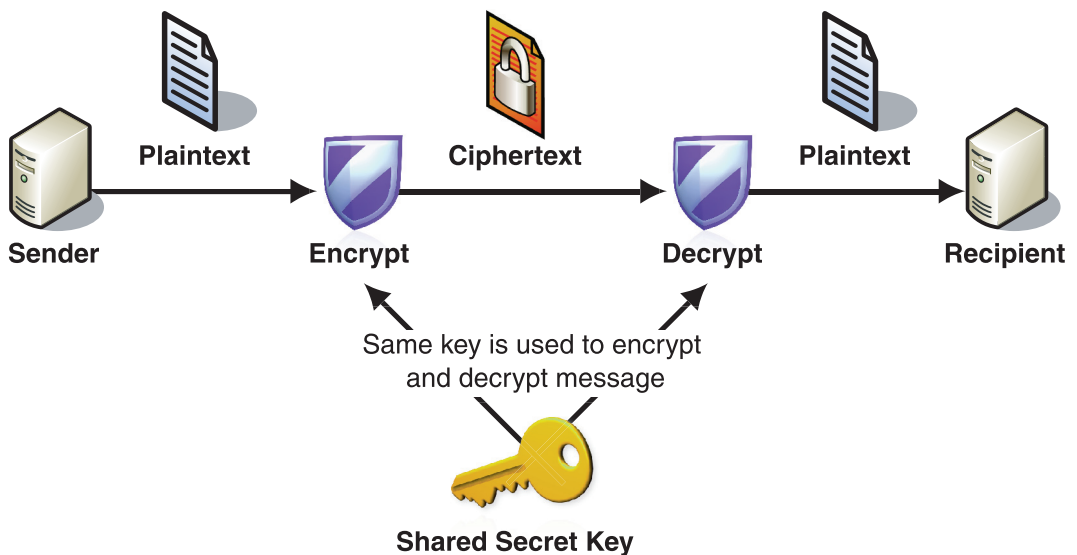 Plaintext
Ciphertext
Plaintext
Sender
Encrypt
Decrypt
Recipient
Same key is used to encrypt
and decrypt message
Shared Secret Key